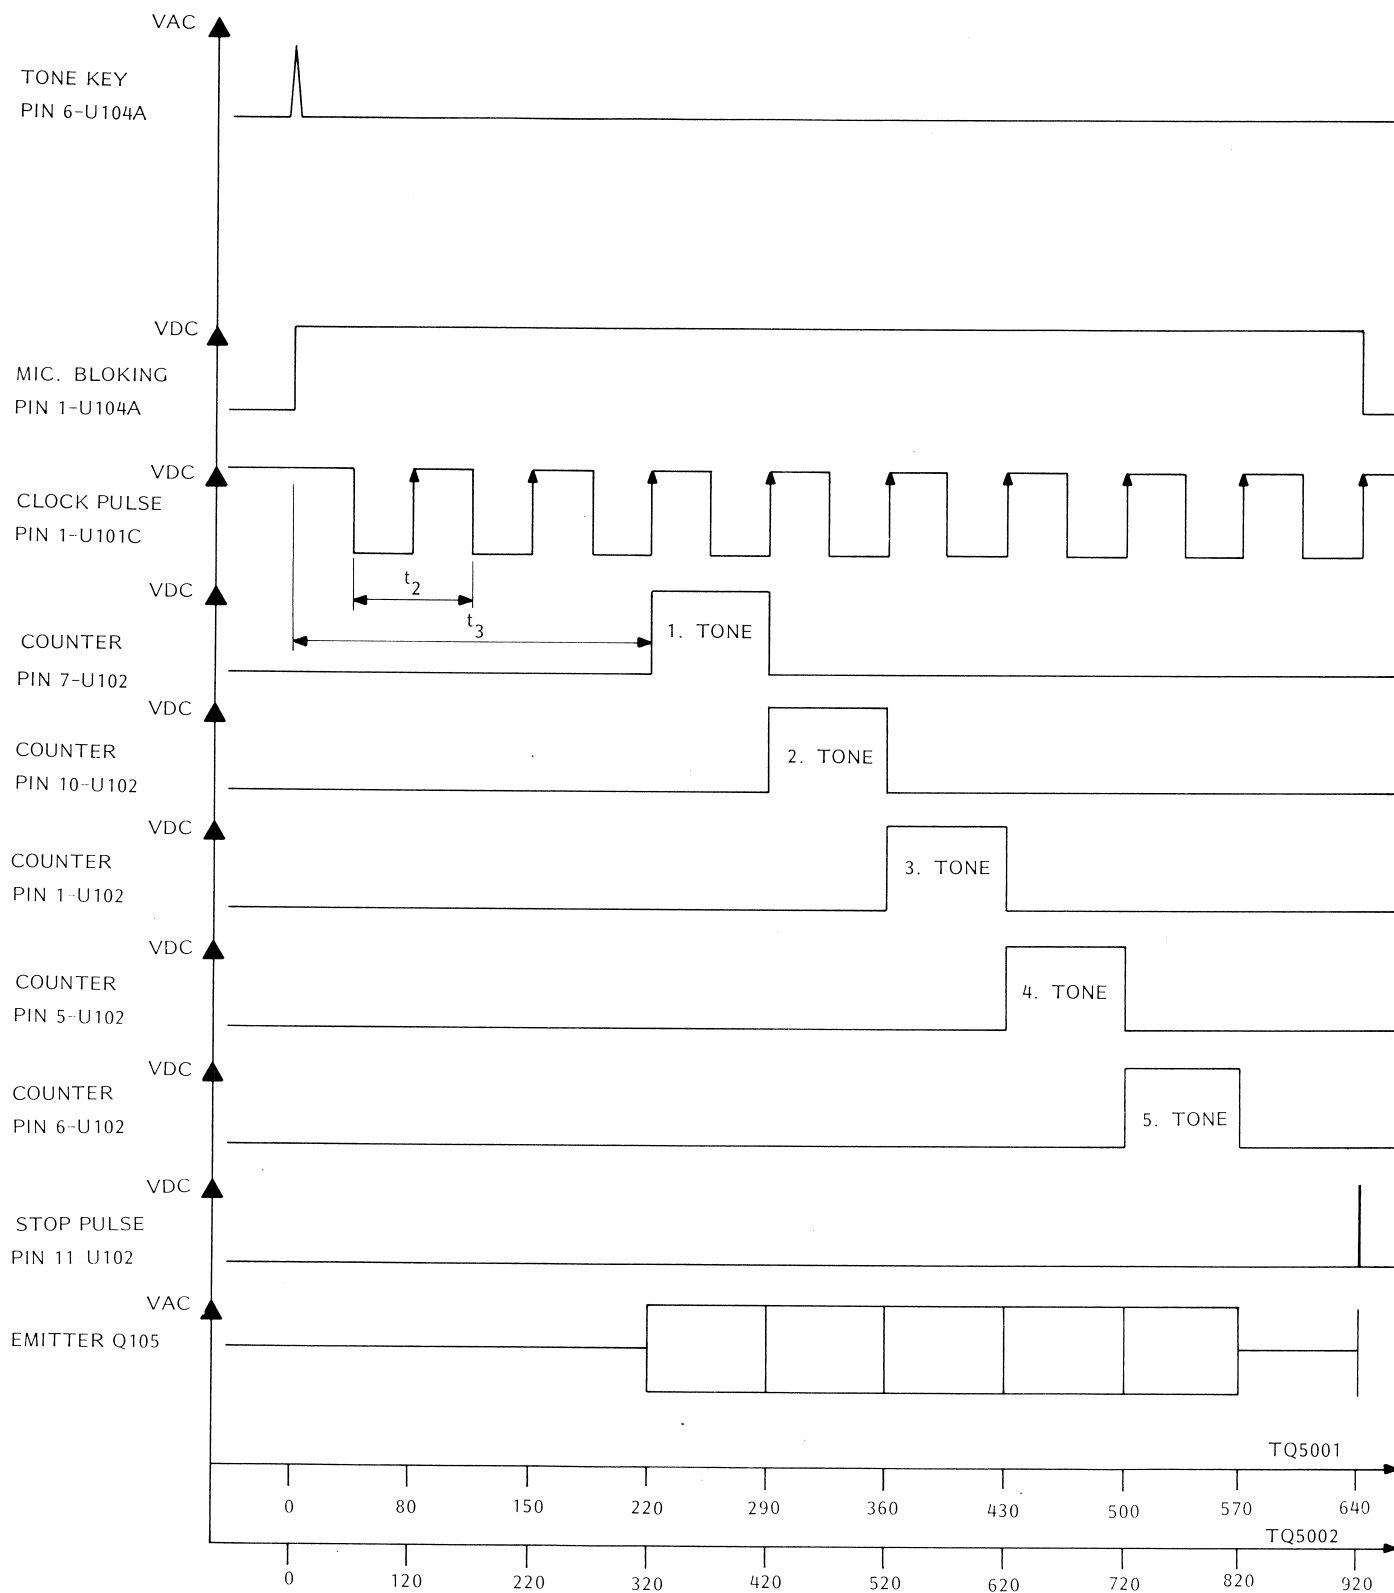 VAC
TONE KEY
PIN 6-U104A
VDC
MIC. BLOKING
PIN 1-U104A
VDC
CLOCK PULSE
PIN 1-U101C
t2
t3
VDC
COUNTER
PIN 7-U102
1. TONE
VDC
COUNTER
PIN 10-U102
2. TONE
VDC
COUNTER
PIN 1-U102
3. TONE
VDC
COUNTER
PIN 5-U102
4. TONE
VDC
COUNTER
PIN 6-U102
5. TONE
VDC
STOP PULSE
PIN 11 U102
VAC
EMITTER Q105
TQ5001
0 80 150 220 290 360 430 500 570 640
TQ5002
0 120 220 320 420 520 620 720 820 920